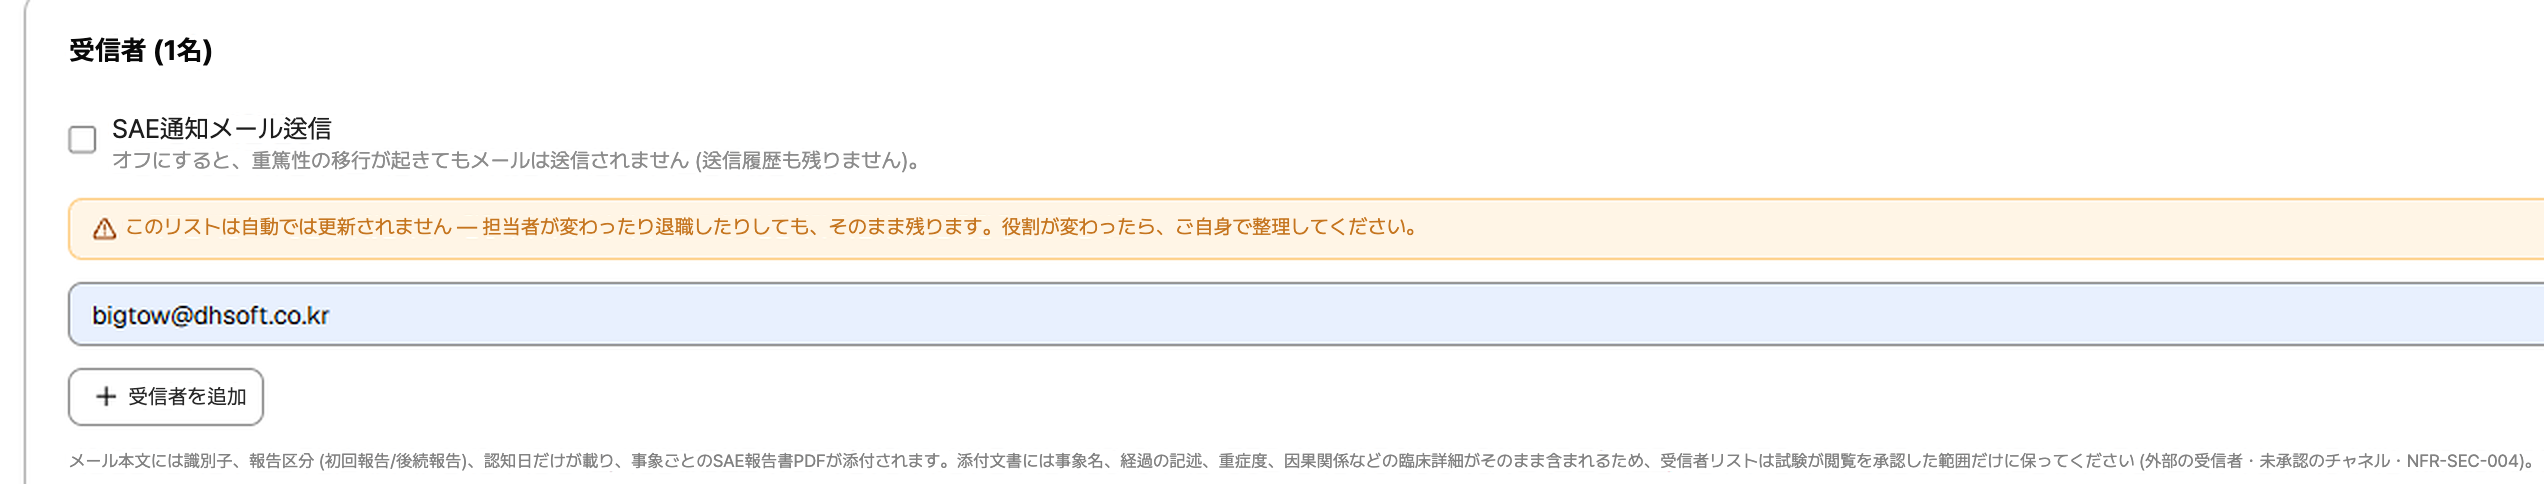 受信者 (1名)
SAE通知メール送信
オフにすると、重篤性の移行が起きてもメールは送信されません (送信履歴も残りません)。
このリストは自動では更新されません — 担当者が変わったり退職したりしても、そのまま残ります。役割が変わったら、ご自身で整理してください。
bigtow@dhsoft.co.kr
+ 受信者を追加
メール本文には識別子、報告区分 (初回報告/後続報告)、認知日だけが載り、事象ごとのSAE報告書PDFが添付されます。添付文書には事象名、経過の記述、重症度、因果関係などの臨床詳細がそのまま含まれるため、受信者リストは試験が閲覧を承認した範囲だけに保ってください (外部の受信者・未承認のチャネル・NFR-SEC-004)。